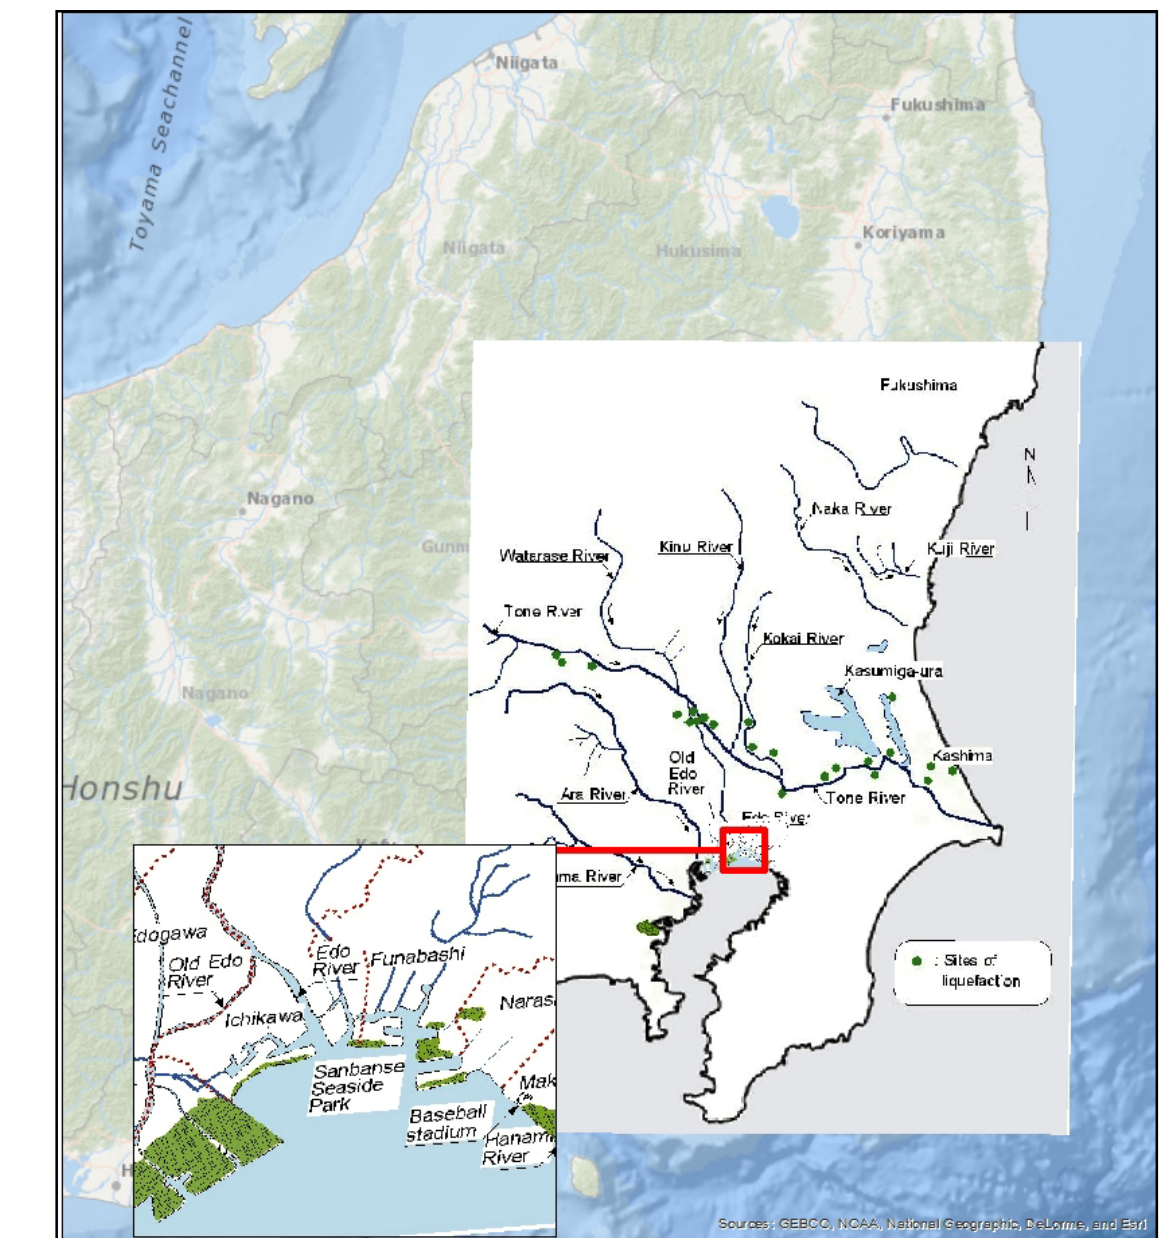 Toyama Seachannel
Niigata
Fukushima
Koriyama
Niigata
Hukusima
Fukushima
N
Nagano
Naka River
Gunm
Watarase River
Kinu River
Kuji River
Tone River
Kokai River
Kasumiga-ura
Nagano
Honshu
Old
Edo
River
Kashima
Ara River
Tone River
Edo River
ma River
: Sites of
liquefaction
dogawa
Old Edo
River
Edo
River
Funabashi
Ichikawa
Naras
Sanbanse
Seaside
Park
Mak
Baseball
stadium
Hanam
River
H
Sources: GEBCO, NOAA, National Geographic, DeLorme, and Esri